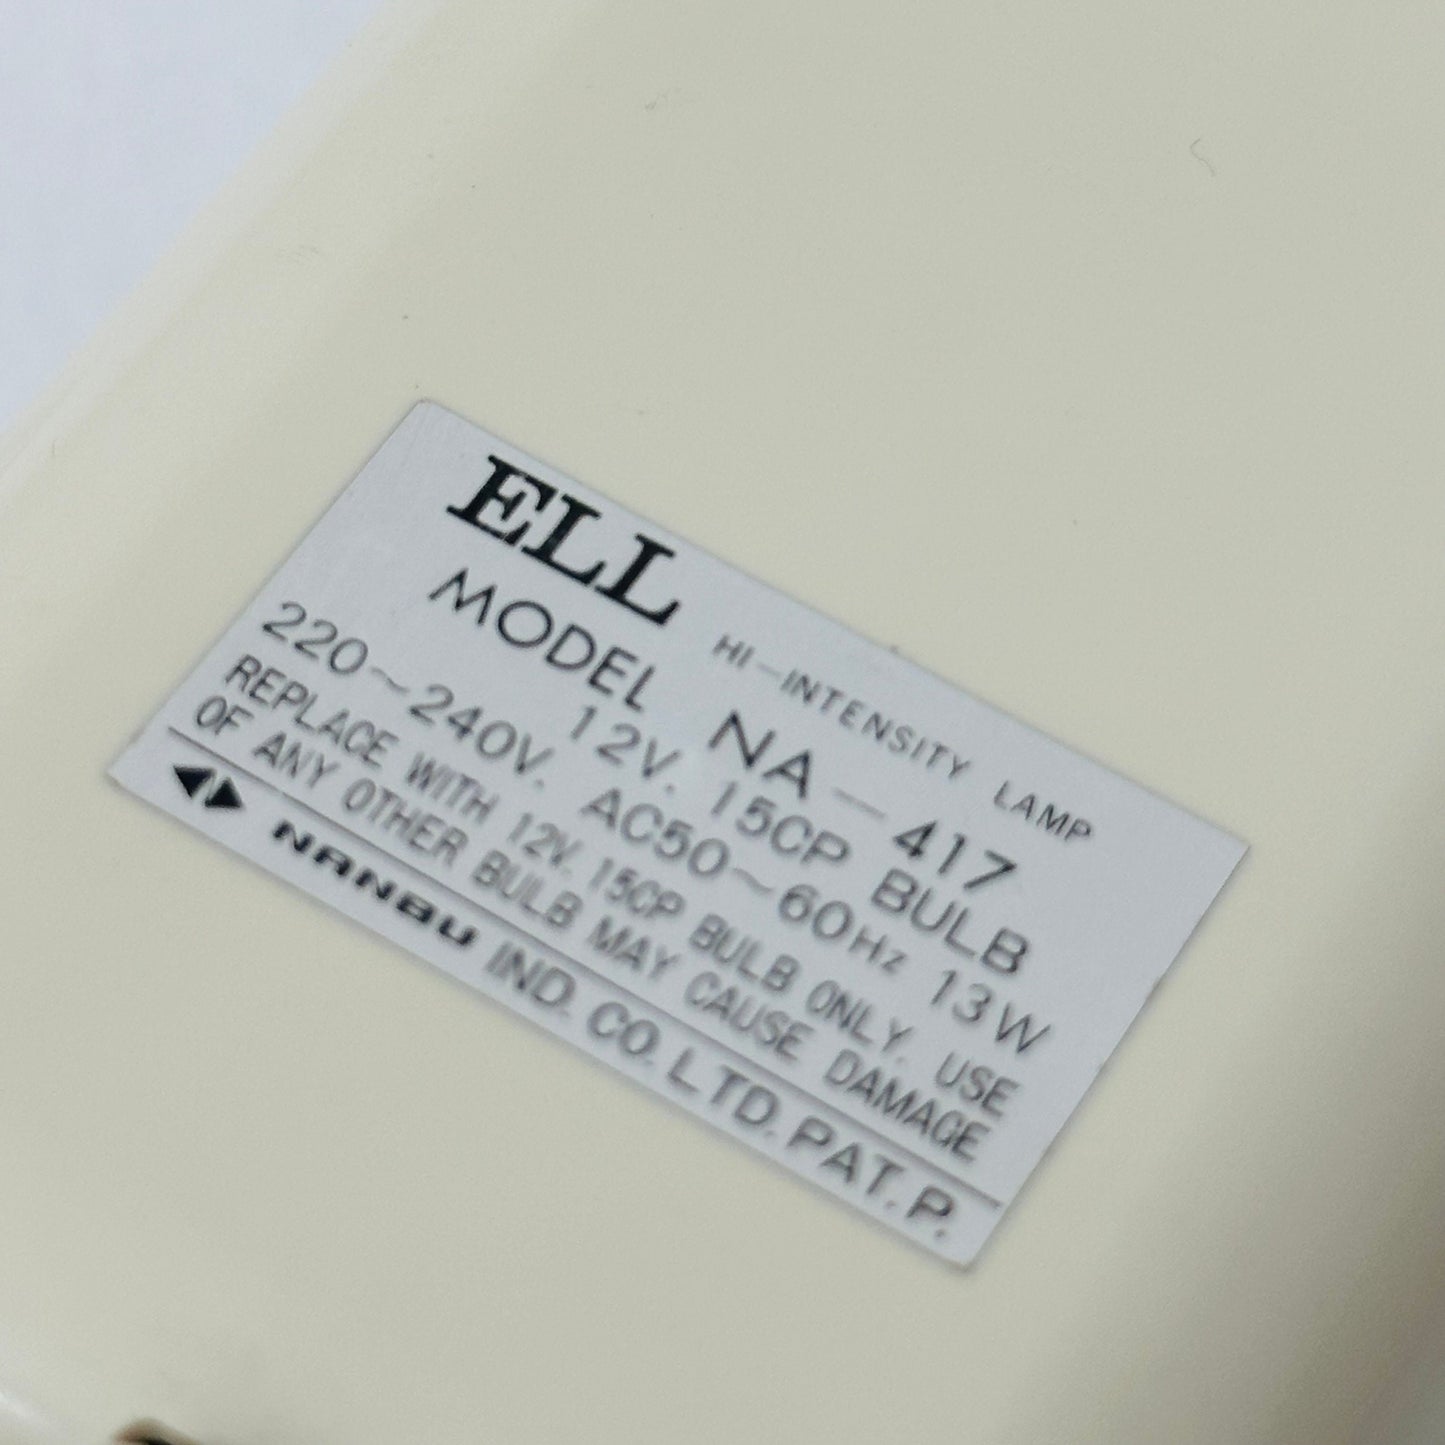 ELL HI-INTENSITY LAMP
MODEL NA-417
12V. 15CP BULB
220~240V. AC50~60Hz 13W
REPLACE WITH 12V. 15CP BULB ONLY. USE
OF ANY OTHER BULB MAY CAUSE DAMAGE
NANBU IND. CO. LTD. PAT. P.